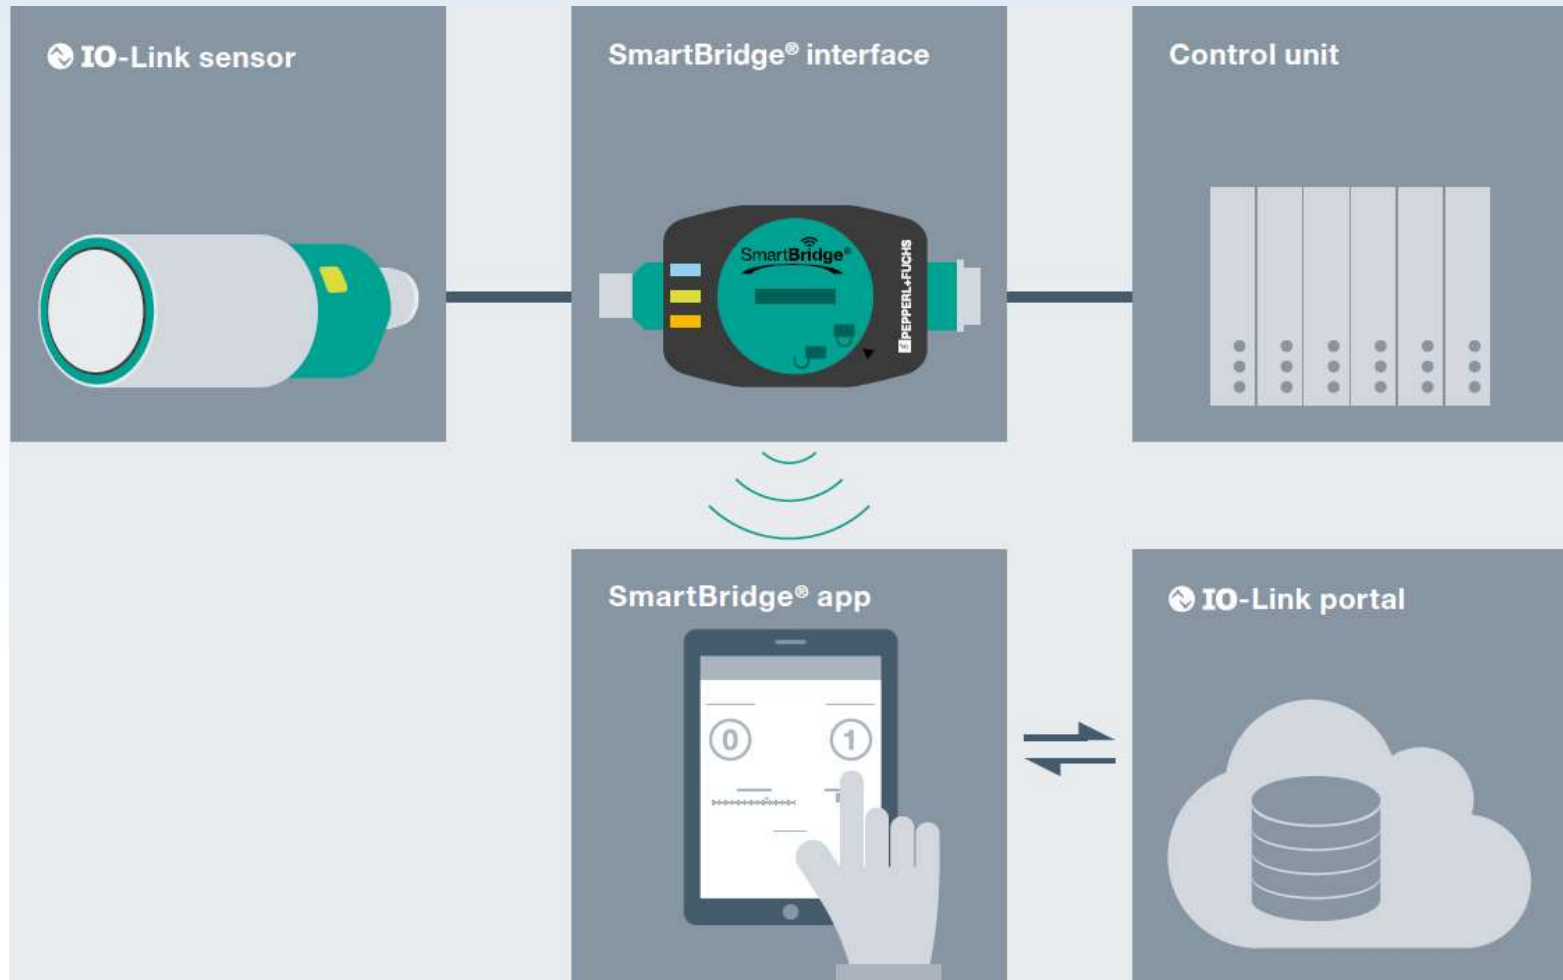 IO-Link sensor
SmartBridge® interface
Control unit
SmartBridge®
PEPPERL+FUCHS
SmartBridge® app
IO-Link portal
0
1